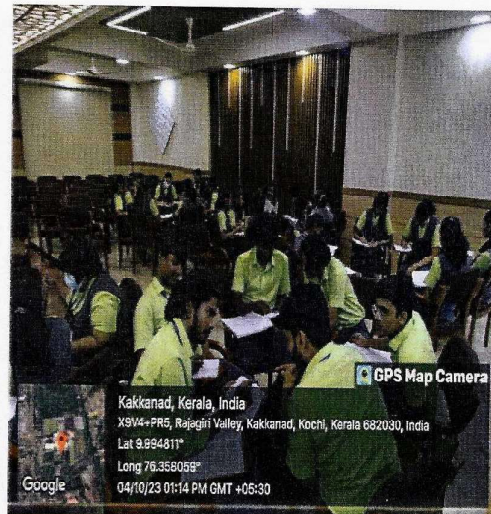 GPS Map Camera
Kakkanad, Kerala, India
X9V4+PR5, Rajagiri Valley, Kakkanad, Kochi, Kerala 682030, India
Lat 9.994811°
Long 76.358059°
04/10/23 01:14 PM GMT +05:30
Google